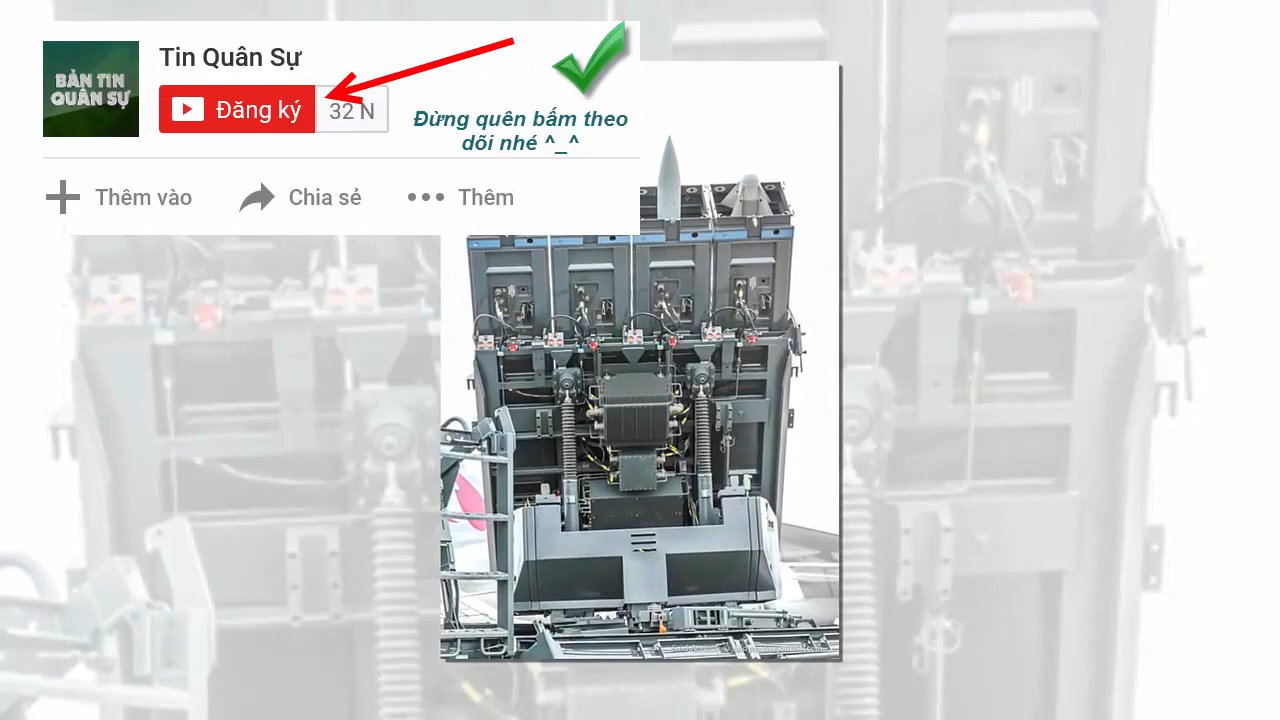 BẢN TIN
QUÂN SỰ
Tin Quân Sự
Đăng ký
32 N
Đừng quên bấm theo
dõi nhé ^_^
Thêm vào
Chia sẻ
Thêm